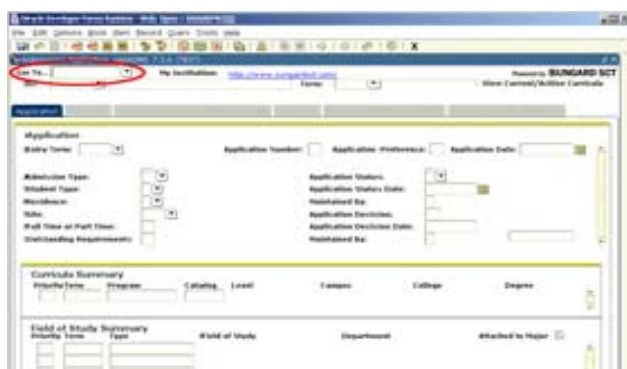 Oracle Developer Forms Runtime - Web: Open > SAAADMS
File Edit Options Block Item Record Query Tools Help
Go To... My Institution: http://www.sungardsct.com/ Powered by SUNGARD SCT
ID: Term: View Current/Active Curricula
Application
Application
Entry Term: Application Number: Application Preference: Application Date:
Admission Type: Application Status:
Student Type: Application Status Date:
Residence: Maintained By:
Site: Application Decision:
Full Time or Part Time: Application Decision Date:
Outstanding Requirements: Maintained By:
Curricula Summary
Priority Term Program Catalog Level Campus College Degree
Field of Study Summary
Priority Term Type Field of Study Department Attached to Major